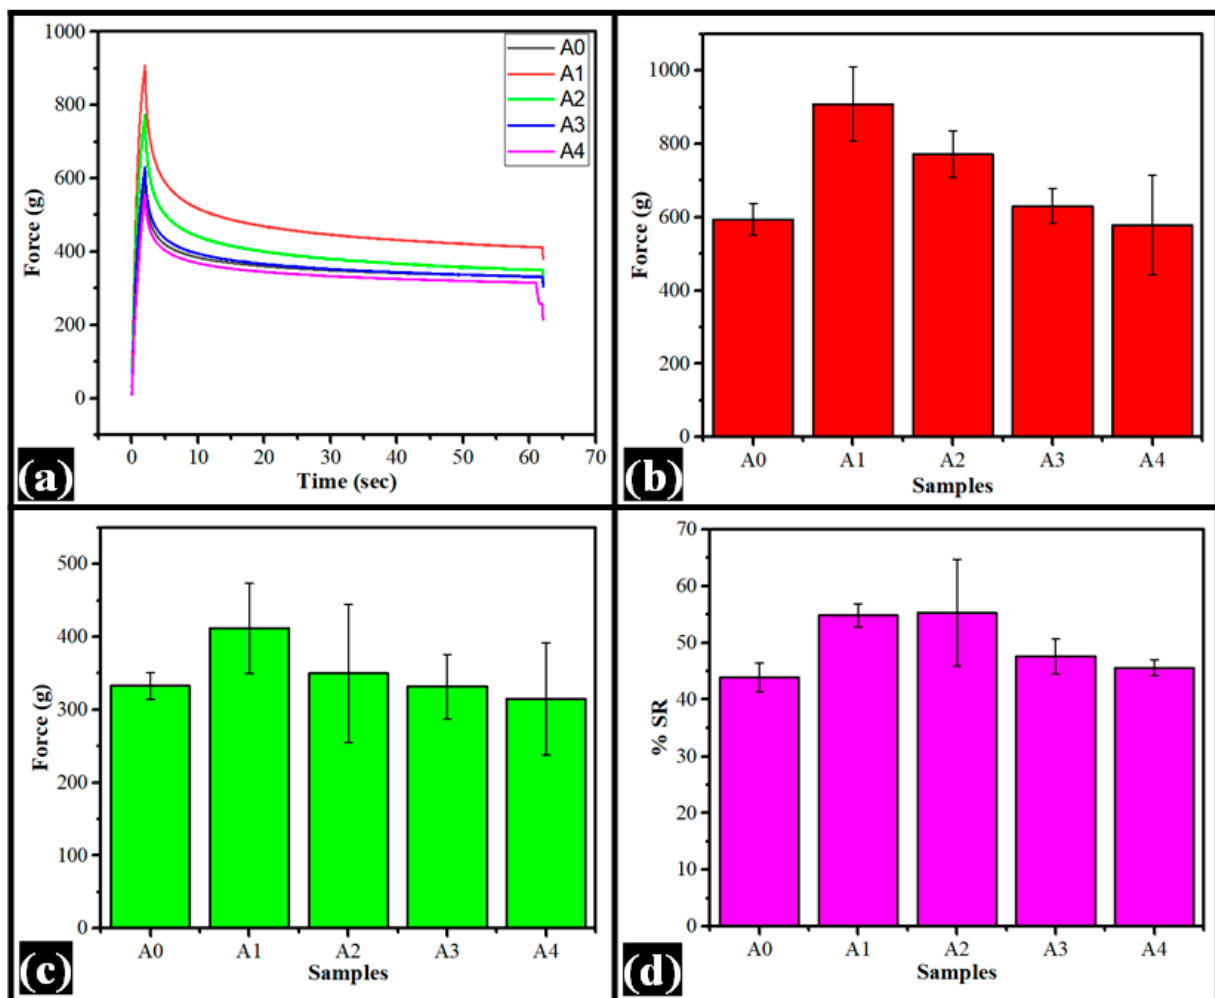 1000
800
600
400
200
0
Force (g)
A0
A1
A2
A3
A4
0 10 20 30 40 50 60 70
Time (sec)
(a)
1000
800
600
400
200
0
Force (g)
A0 A1 A2 A3 A4
Samples
(b)
500
400
300
200
100
0
Force (g)
A0 A1 A2 A3 A4
Samples
(c)
70
60
50
40
30
20
10
0
% SR
A0 A1 A2 A3 A4
Samples
(d)